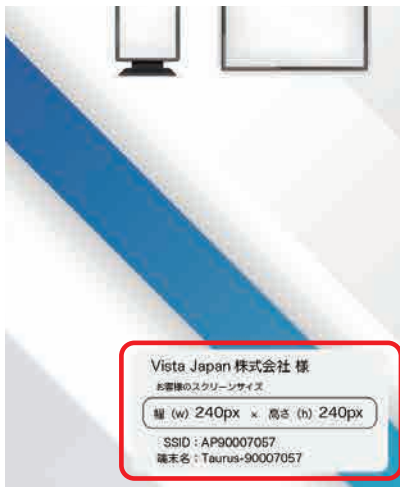 Vista Japan 株式会社 様
お客様のスクリーンサイズ
幅 (w) 240px × 高さ (h) 240px
SSID：AP90007057
端末名：Taurus-90007057